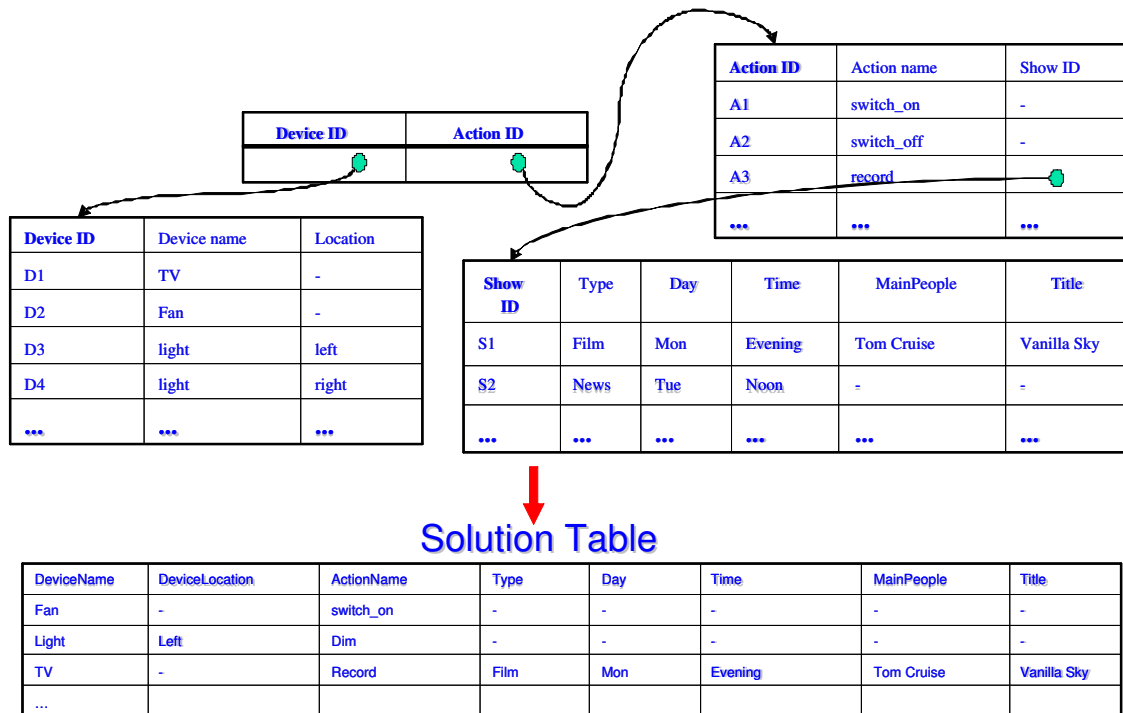 Device ID Action ID
Action ID Action name Show ID
A1 switch_on -
A2 switch_off -
A3 record
... ... ...
Device ID Device name Location
D1 TV -
D2 Fan -
D3 light left
D4 light right
... ... ...
Show ID Type Day Time MainPeople Title
S1 Film Mon Evening Tom Cruise Vanilla Sky
S2 News Tue Noon - -
... ... ... ... ... ...
Solution Table
DeviceName DeviceLocation ActionName Type Day Time MainPeople Title
Fan - switch_on - - - - -
Light Left Dim - - - - -
TV - Record Film Mon Evening Tom Cruise Vanilla Sky
...